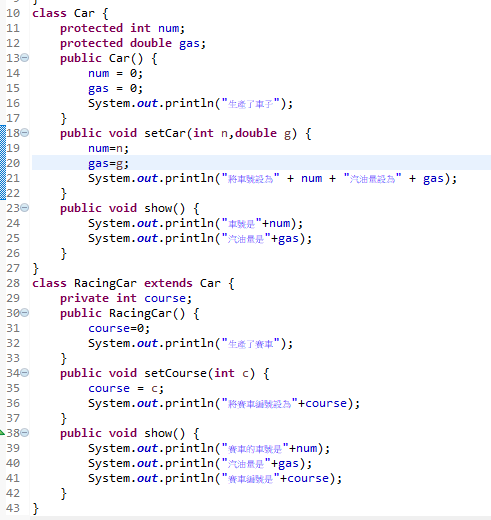 10 class Car {
11     protected int num;
12     protected double gas;
13     public Car() {
14         num = 0;
15         gas = 0;
16         System.out.println("生產了車子");
17     }
18     public void setCar(int n,double g) {
19         num=n;
20         gas=g;
21         System.out.println("將車號設為" + num + "汽油量設為" + gas);
22     }
23     public void show() {
24         System.out.println("車號是"+num);
25         System.out.println("汽油量是"+gas);
26     }
27 }
28 class RacingCar extends Car {
29     private int course;
30     public RacingCar() {
31         course=0;
32         System.out.println("生產了賽車");
33     }
34     public void setCourse(int c) {
35         course = c;
36         System.out.println("將賽車編號設為"+course);
37     }
38     public void show() {
39         System.out.println("賽車的車號是"+num);
40         System.out.println("汽油量是"+gas);
41         System.out.println("賽車編號是"+course);
42     }
43 }